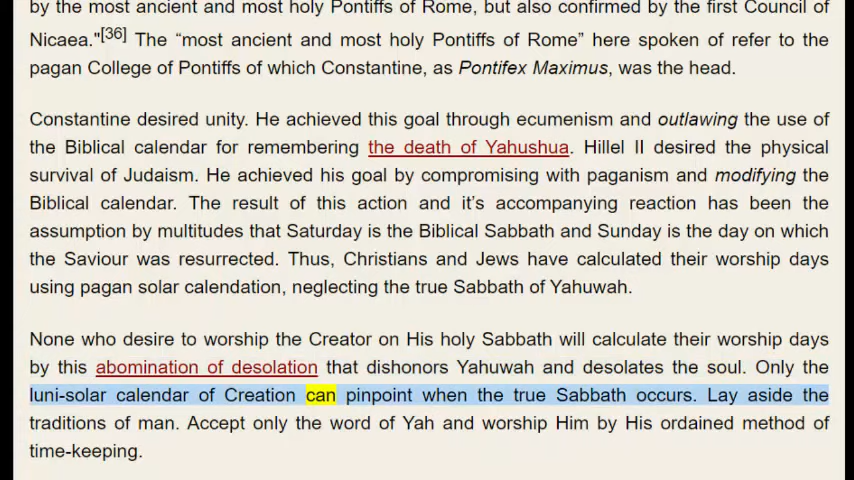 by the most ancient and most holy Pontiffs of Rome, but also confirmed by the first Council of
Nicaea."[36] The “most ancient and most holy Pontiffs of Rome” here spoken of refer to the
pagan College of Pontiffs of which Constantine, as Pontifex Maximus, was the head.
Constantine desired unity. He achieved this goal through ecumenism and outlawing the use of
the Biblical calendar for remembering the death of Yahushua. Hillel II desired the physical
survival of Judaism. He achieved his goal by compromising with paganism and modifying the
Biblical calendar. The result of this action and it’s accompanying reaction has been the
assumption by multitudes that Saturday is the Biblical Sabbath and Sunday is the day on which
the Saviour was resurrected. Thus, Christians and Jews have calculated their worship days
using pagan solar calendation, neglecting the true Sabbath of Yahuwah.
None who desire to worship the Creator on His holy Sabbath will calculate their worship days
by this abomination of desolation that dishonors Yahuwah and desolates the soul. Only the
luni-solar calendar of Creation can pinpoint when the true Sabbath occurs. Lay aside the
traditions of man. Accept only the word of Yah and worship Him by His ordained method of
time-keeping.